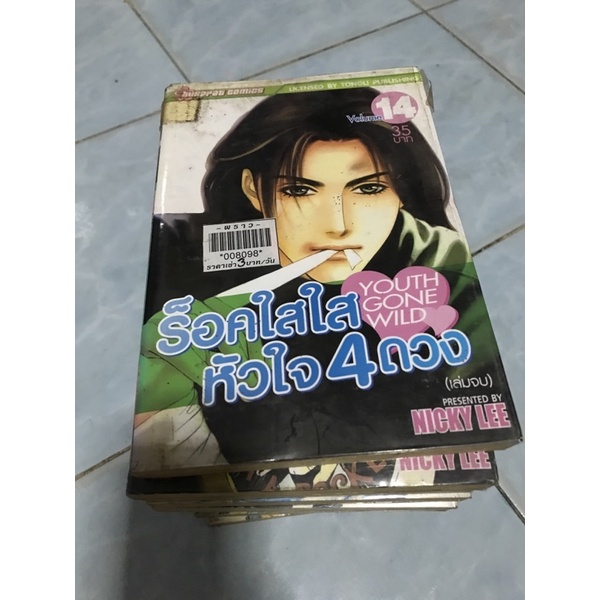 Bongkat Comics
LICENSED BY TONGLI PUBLISHING
Volume 14
35
บาท
-พราว-
*008098*
ราคาเช่า3บาท/วัน
YOUTH
GONE
WILD
ร็อคใสใส
หัวใจ 4 ดวง
(เล่มจบ)
PRESENTED BY
NICKY LEE
NICKY LEE